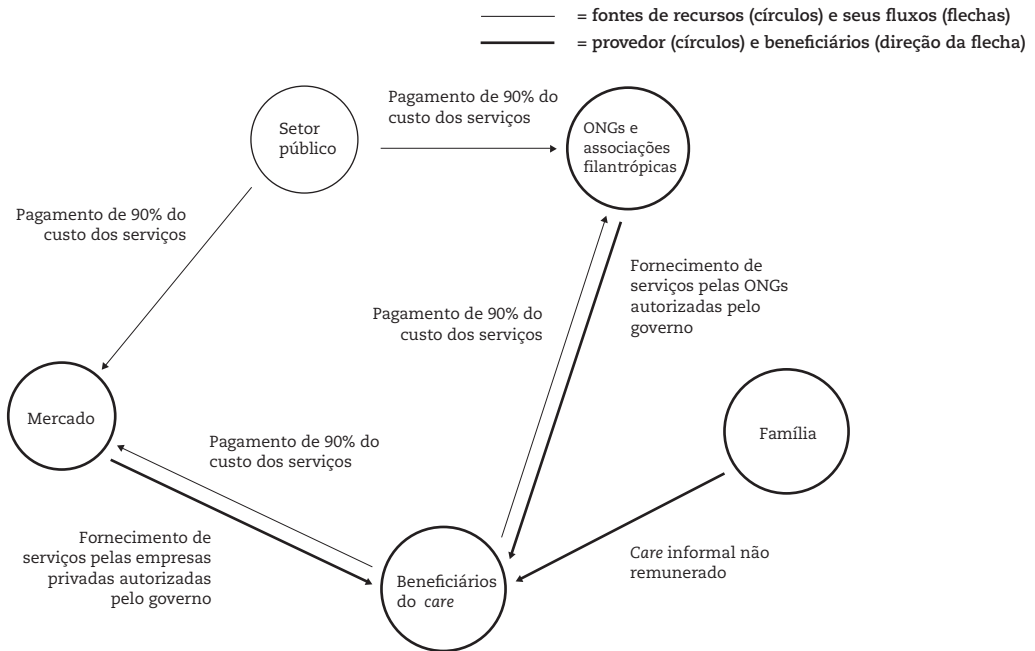 = fontes de recursos (círculos) e seus fluxos (flechas)
= provedor (círculos) e beneficiários (direção da flecha)
Pagamento de 90% do
custo dos serviços
Setor
público
ONGs e
associações
filantrópicas
Pagamento de 90% do
custo dos serviços
Fornecimento de
serviços pelas ONGs
autorizadas pelo
governo
Pagamento de 90% do
custo dos serviços
Mercado
Família
Pagamento de 90% do
custo dos serviços
Fornecimento de
serviços pelas empresas
privadas autorizadas
pelo governo
Beneficiários
do care
Care informal não
remunerado